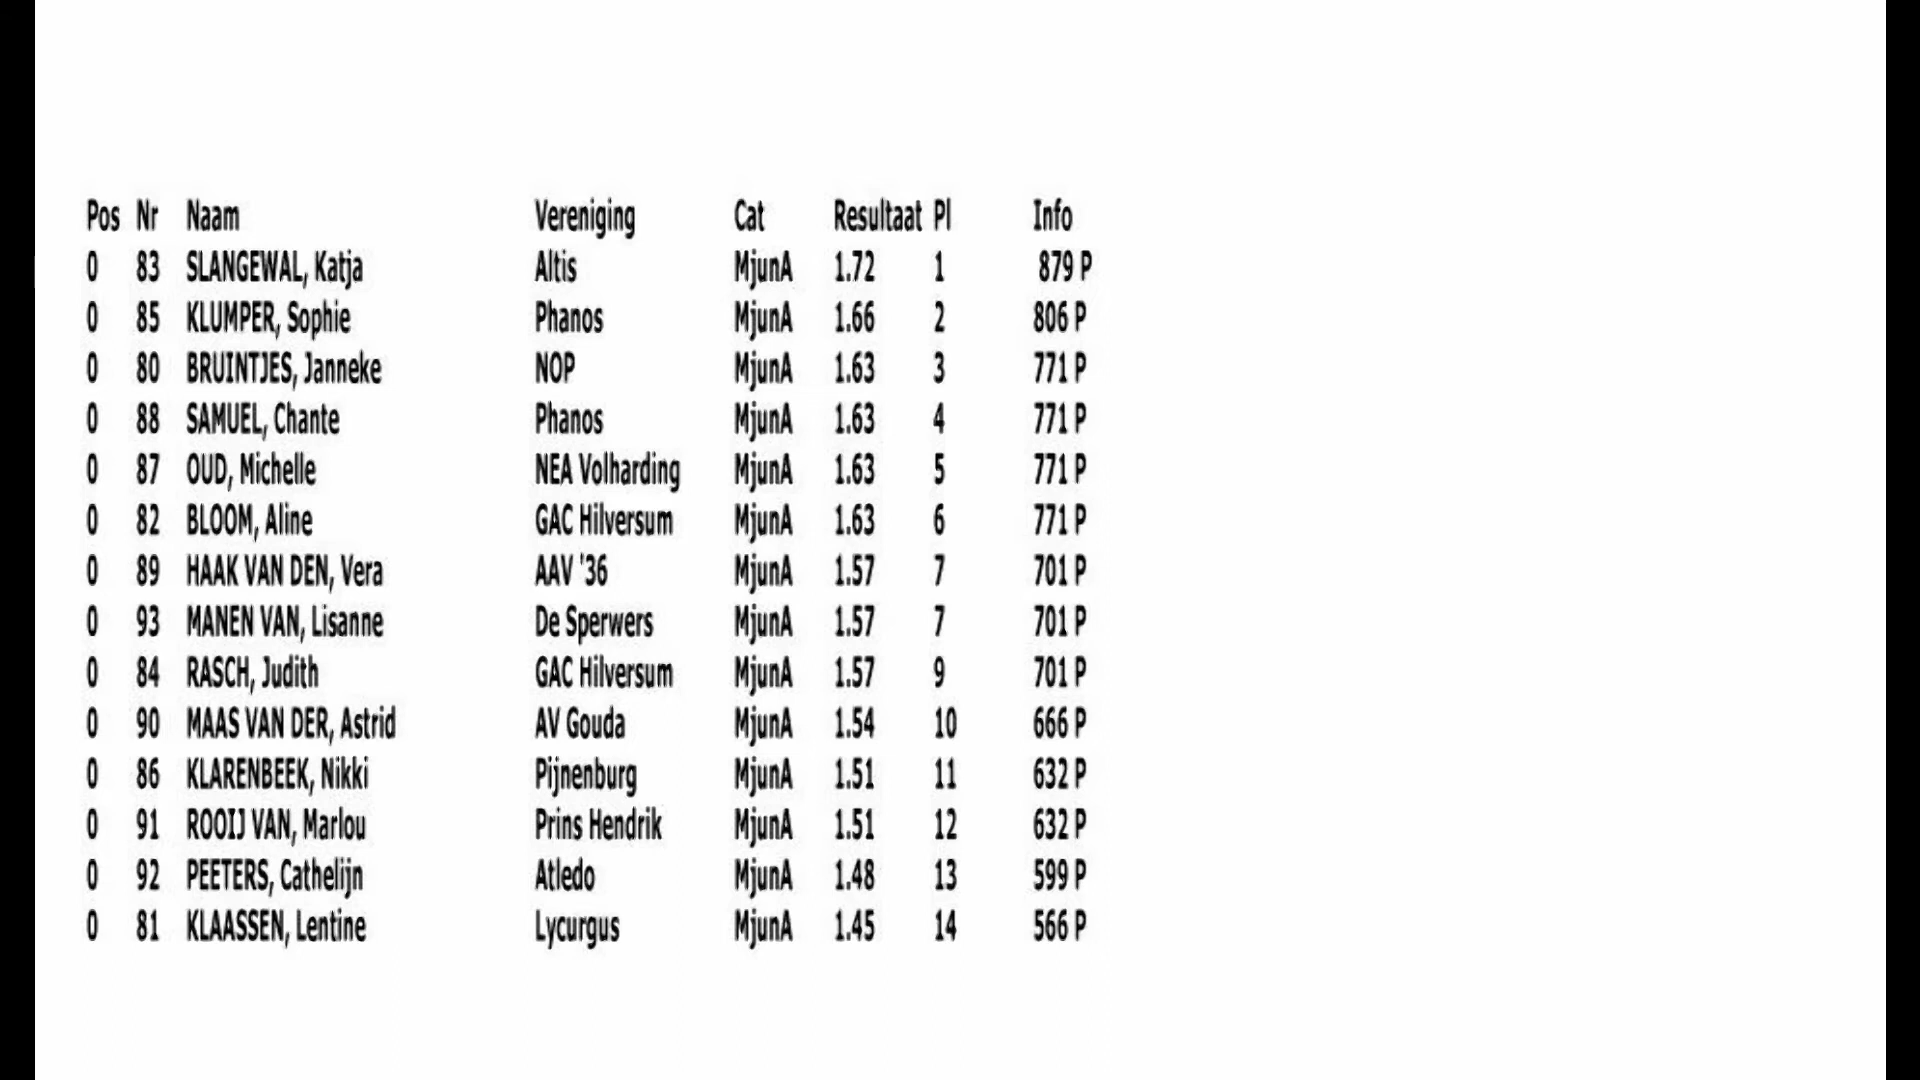 Pos Nr Naam Vereniging Cat Resultaat Pl Info
0 83 SLANGEWAL, Katja Altis MjunA 1.72 1 879 P
0 85 KLUMPER, Sophie Phanos MjunA 1.66 2 806 P
0 80 BRUINTJES, Janneke NOP MjunA 1.63 3 771 P
0 88 SAMUEL, Chante Phanos MjunA 1.63 4 771 P
0 87 OUD, Michelle NEA Volharding MjunA 1.63 5 771 P
0 82 BLOOM, Aline GAC Hilversum MjunA 1.63 6 771 P
0 89 HAAK VAN DEN, Vera AAV '36 MjunA 1.57 7 701 P
0 93 MANEN VAN, Lisanne De Sperwers MjunA 1.57 7 701 P
0 84 RASCH, Judith GAC Hilversum MjunA 1.57 9 701 P
0 90 MAAS VAN DER, Astrid AV Gouda MjunA 1.54 10 666 P
0 86 KLARENBEEK, Nikki Pijnenburg MjunA 1.51 11 632 P
0 91 ROOIJ VAN, Marlou Prins Hendrik MjunA 1.51 12 632 P
0 92 PEETERS, Cathelijn Atledo MjunA 1.48 13 599 P
0 81 KLAASSEN, Lentine Lycurgus MjunA 1.45 14 566 P